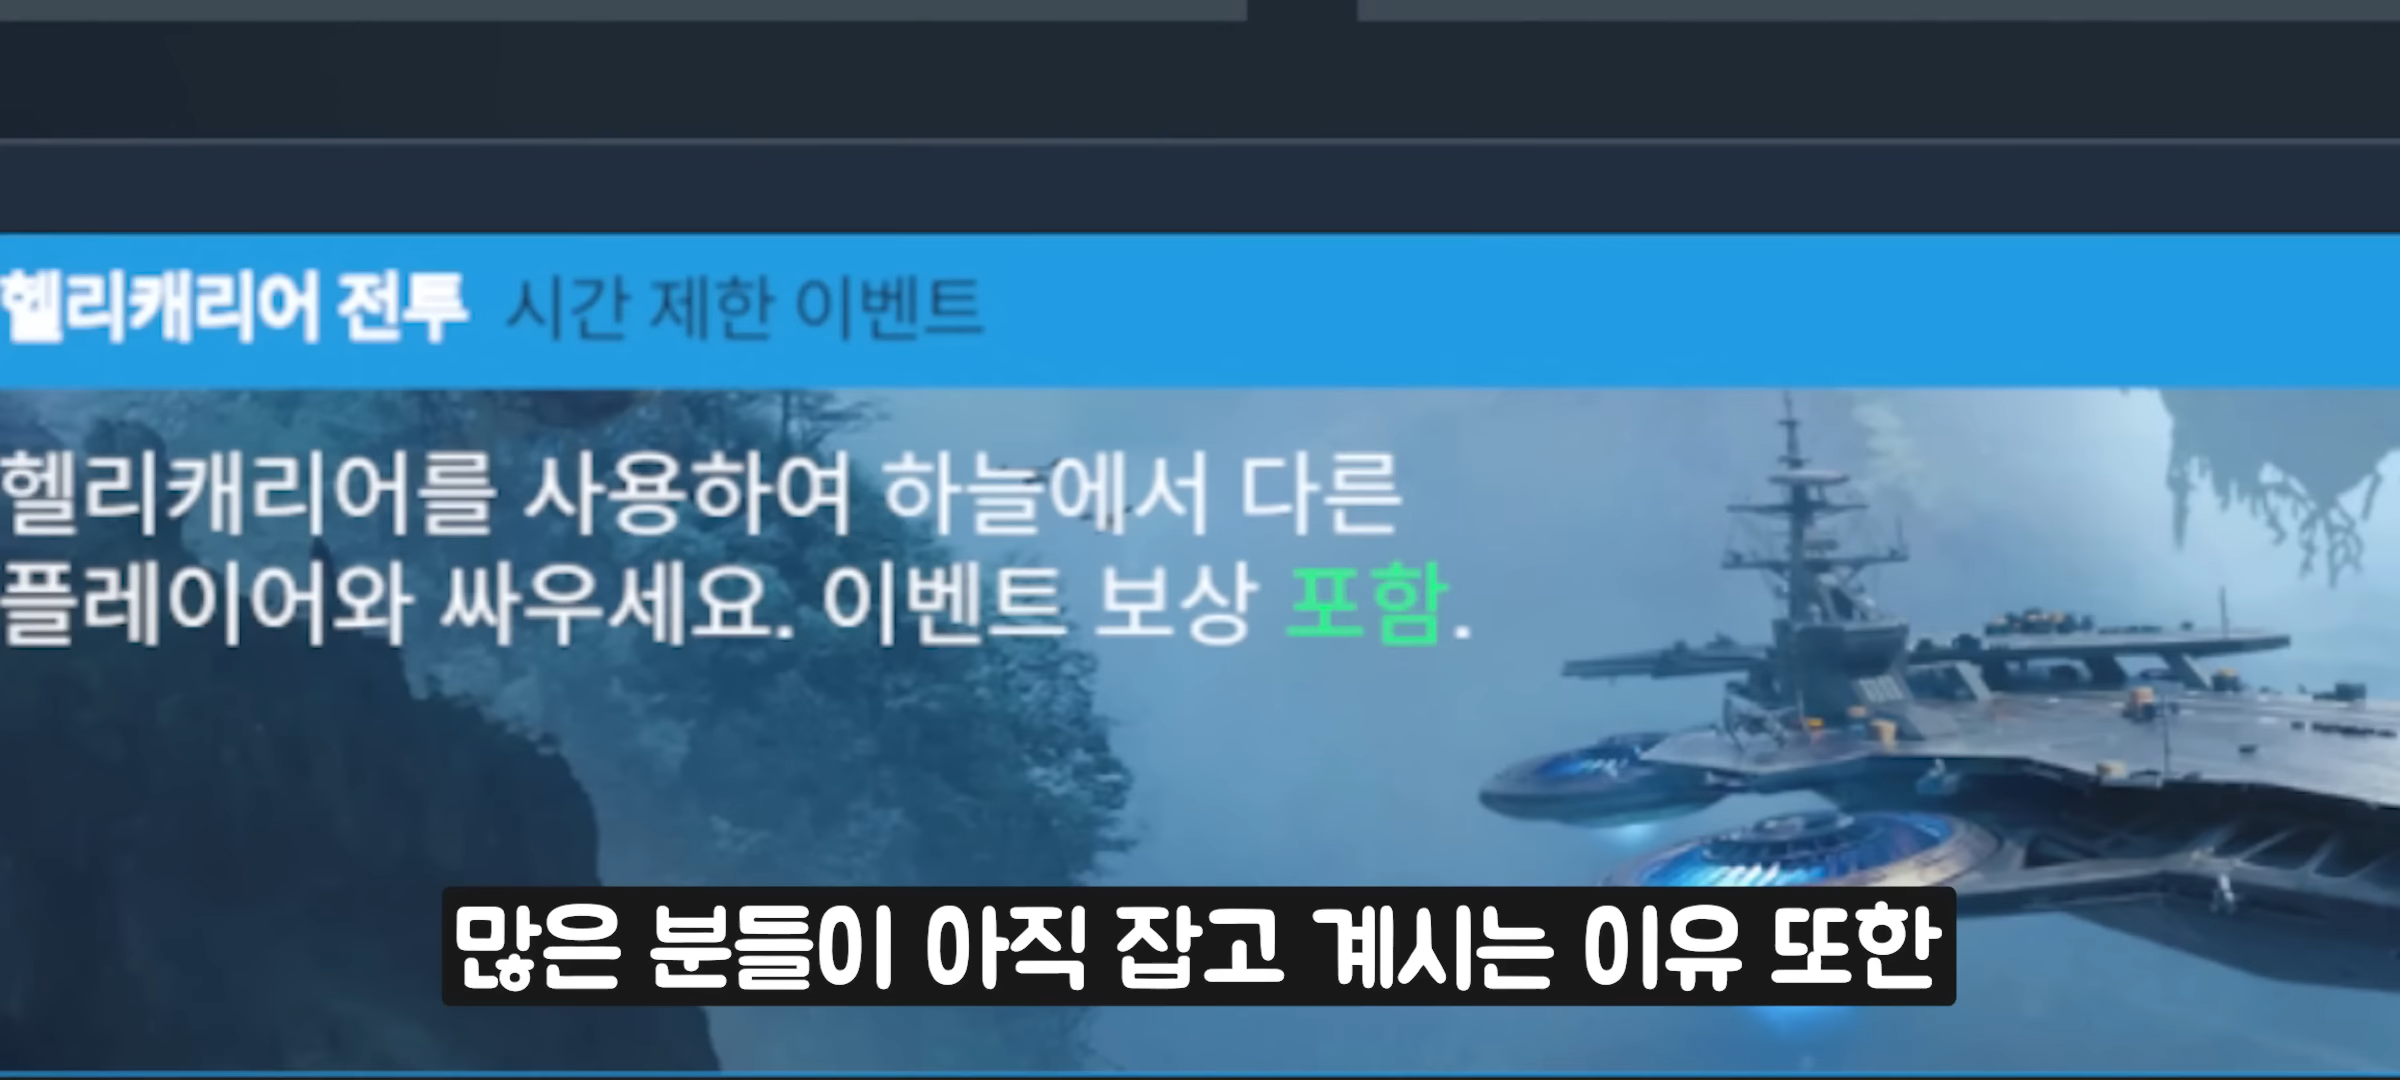 헬리캐리어 전투 시간 제한 이벤트
헬리캐리어를 사용하여 하늘에서 다른
플레이어와 싸우세요. 이벤트 보상 포함.
많은 분들이 아직 잡고 계시는 이유 또한